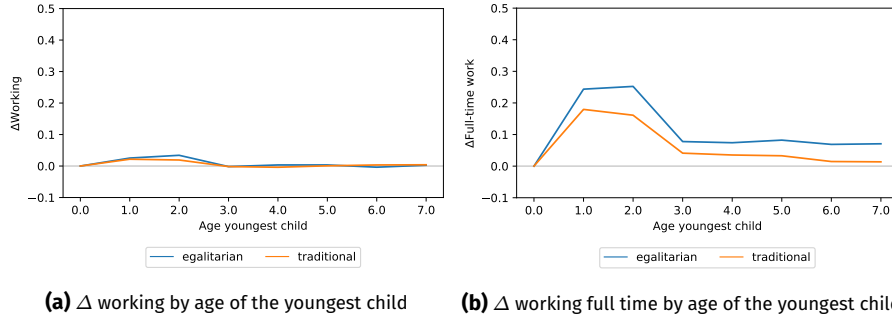 0.5
0.4
0.3
0.2
0.1
0.0
−0.1
ΔWorking
0.0 1.0 2.0 3.0 4.0 5.0 6.0 7.0
Age youngest child
egalitarian traditional
(a) Δ working by age of the youngest child
0.5
0.4
0.3
0.2
0.1
0.0
−0.1
ΔFull-time work
0.0 1.0 2.0 3.0 4.0 5.0 6.0 7.0
Age youngest child
egalitarian traditional
(b) Δ working full time by age of the youngest chil